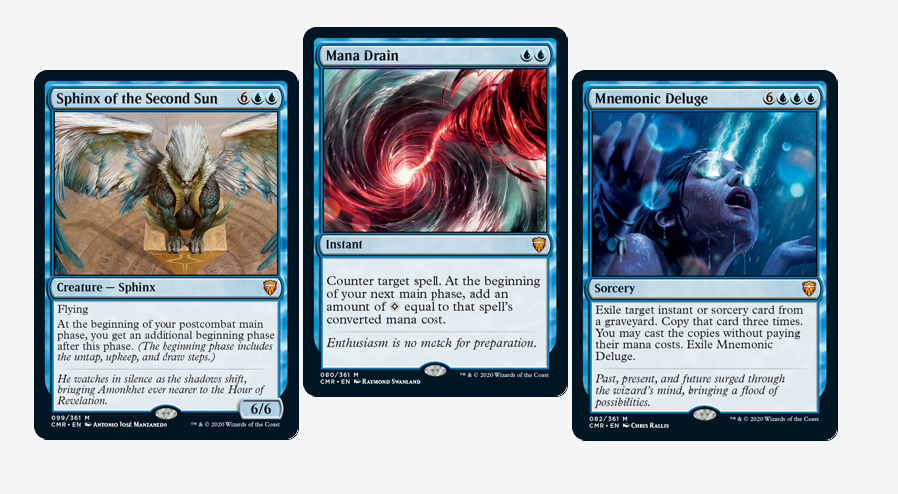 Sphinx of the Second Sun 6
Creature — Sphinx
Flying
At the beginning of your postcombat main
phase, you get an additional beginning phase
after this phase. (The beginning phase includes
the untap, upkeep, and draw steps.)
He watches in silence as the shadows shift,
bringing Amonkhet ever nearer to the Hour of
Revelation.
6/6
099/361 M
CMR • EN Antonio José Manzanedo
™ & © 2020 Wizards of the Coast
Mana Drain
Instant
Counter target spell. At the beginning
of your next main phase, add an
amount of equal to that spell's
converted mana cost.
Enthusiasm is no match for preparation.
080/361 M
CMR • EN Raymond Swanland
™ & © 2020 Wizards of the Coast
Mnemonic Deluge 6
Sorcery
Exile target instant or sorcery card from
a graveyard. Copy that card three times.
You may cast the copies without paying
their mana costs. Exile Mnemonic
Deluge.
Past, present, and future surged through
the wizard's mind, bringing a flood of
possibilities.
082/361 M
CMR • EN Chris Rallis
™ & © 2020 Wizards of the Coast